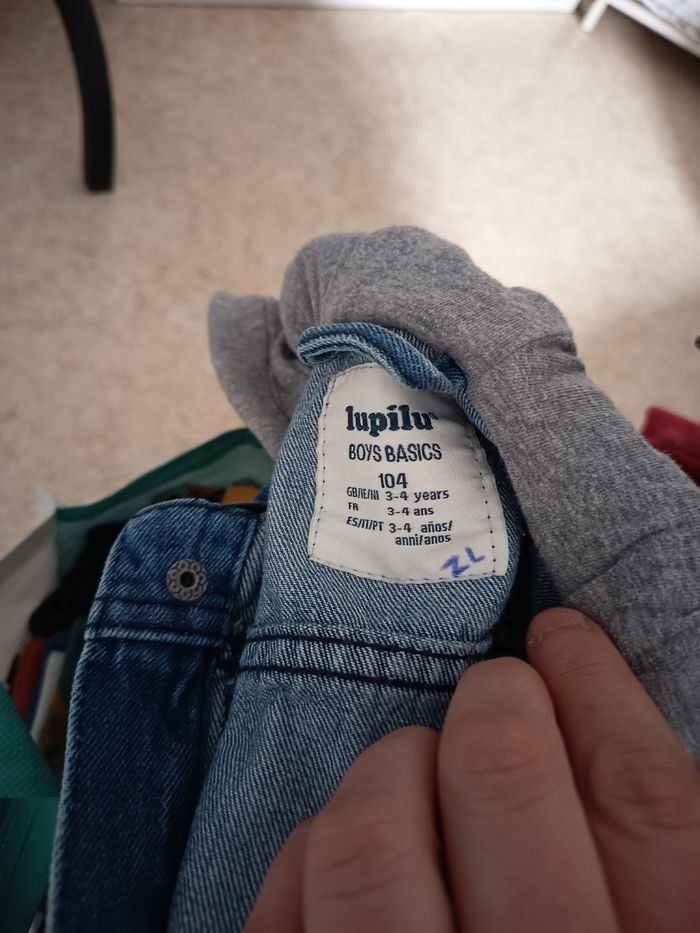 lupilu®
BOYS BASICS
104
GB/IE/NI 3-4 years
FR 3-4 ans
ES/IT/PT 3-4 años/
anni/anos
ZL